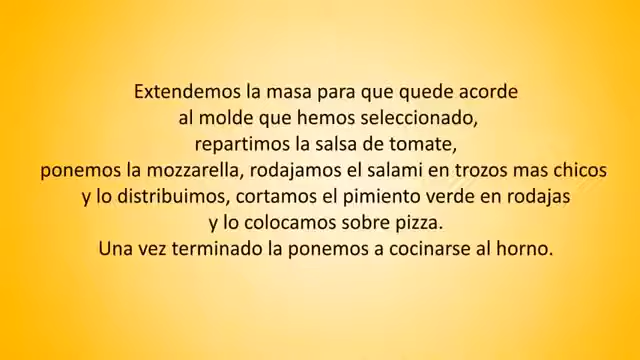 Extendemos la masa para que quede acorde
al molde que hemos seleccionado,
repartimos la salsa de tomate,
ponemos la mozzarella, rodajamos el salami en trozos mas chicos
y lo distribuimos, cortamos el pimiento verde en rodajas
y lo colocamos sobre pizza.
Una vez terminado la ponemos a cocinarse al horno.